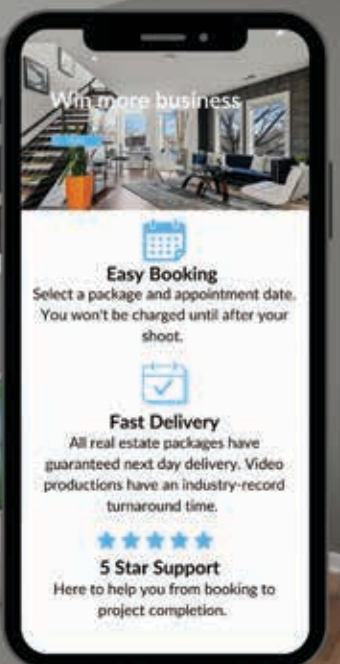 Win more business
Easy Booking
Select a package and appointment date.
You won't be charged until after your
shoot.
Fast Delivery
All real estate packages have
guaranteed next day delivery. Video
productions have an industry-record
turnaround time.
5 Star Support
Here to help you from booking to
project completion.